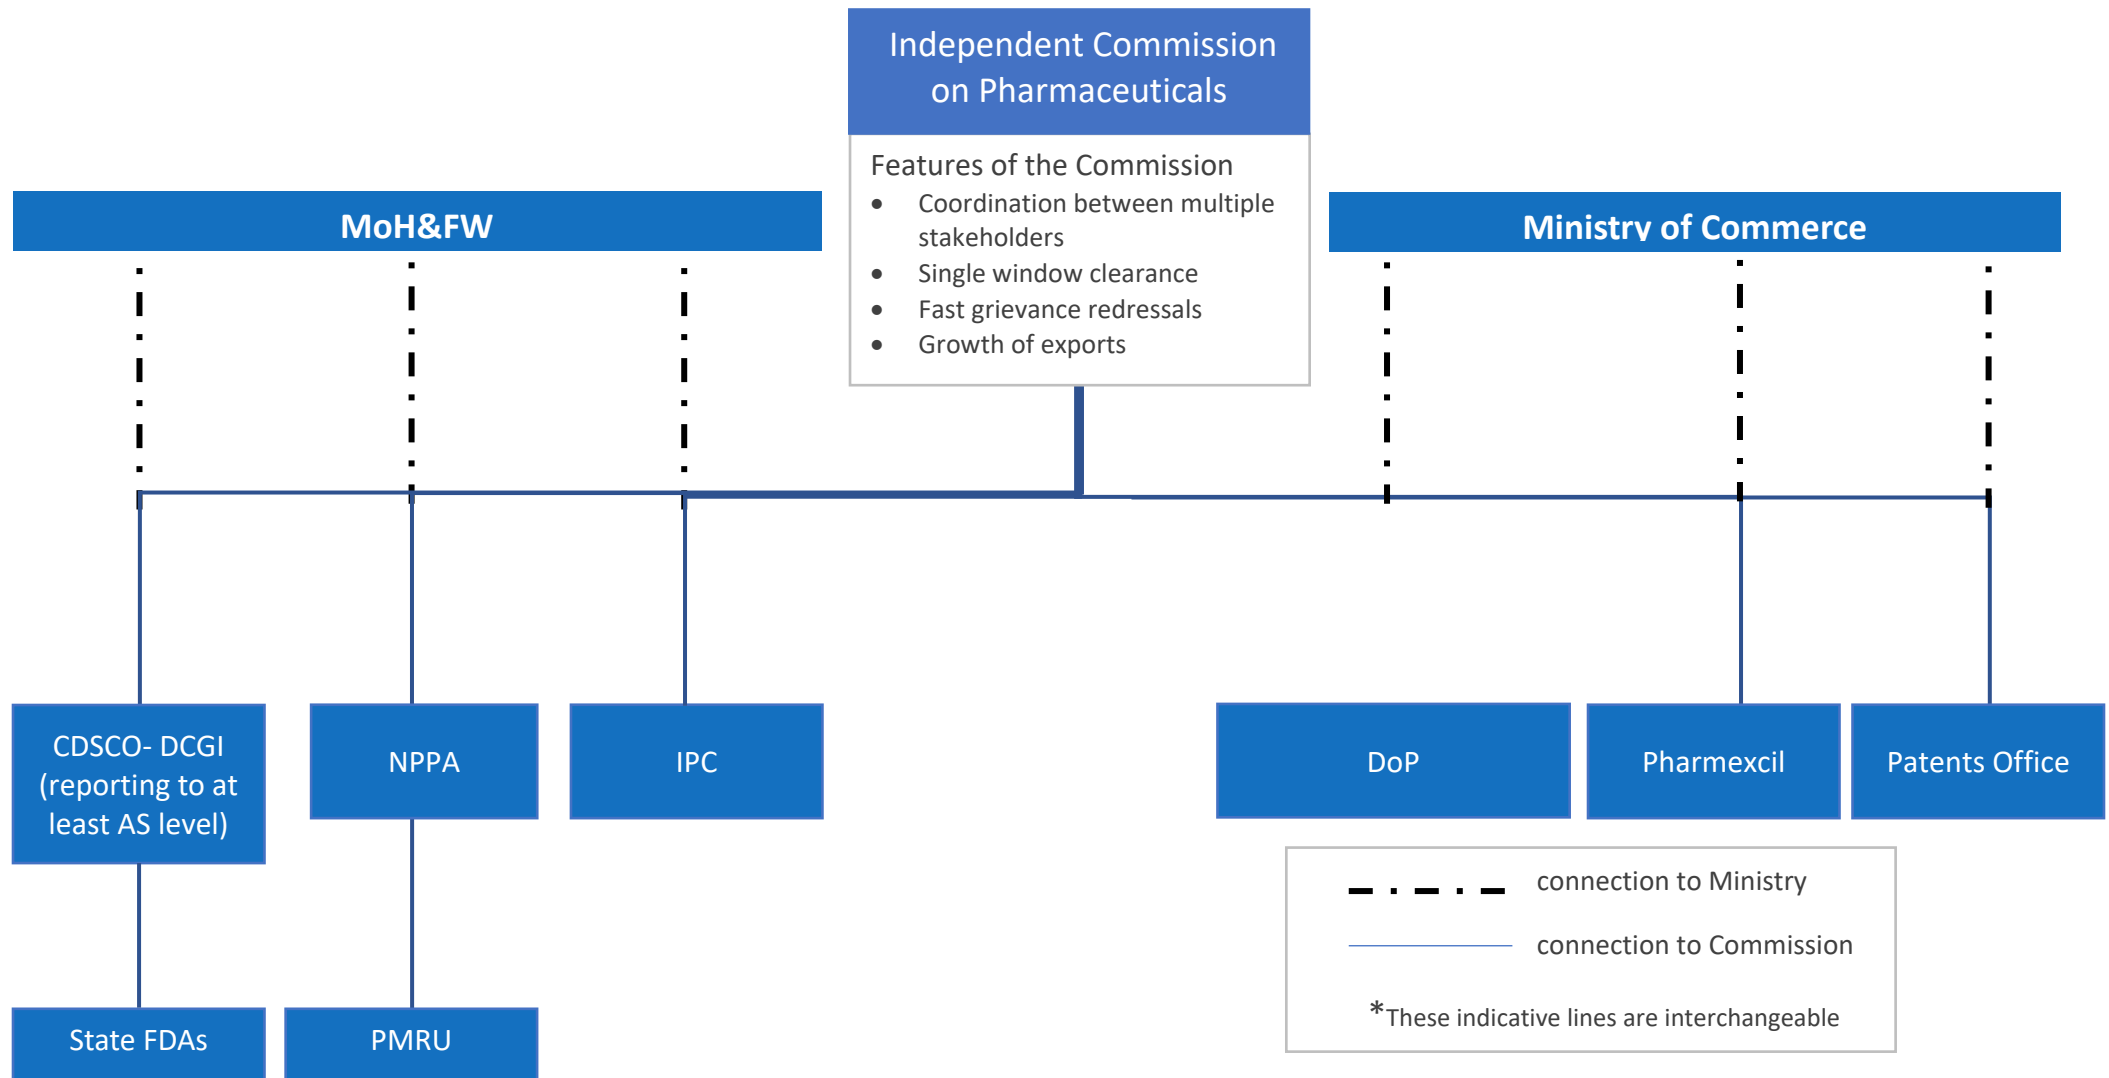 Independent Commission
on Pharmaceuticals
Features of the Commission
• Coordination between multiple
stakeholders
• Single window clearance
• Fast grievance redressals
• Growth of exports
MoH&FW
Ministry of Commerce
CDSCO- DCGI
(reporting to at
least AS level)
NPPA
IPC
DoP
Pharmexcil
Patents Office
State FDAs
PMRU
connection to Ministry
connection to Commission
*These indicative lines are interchangeable